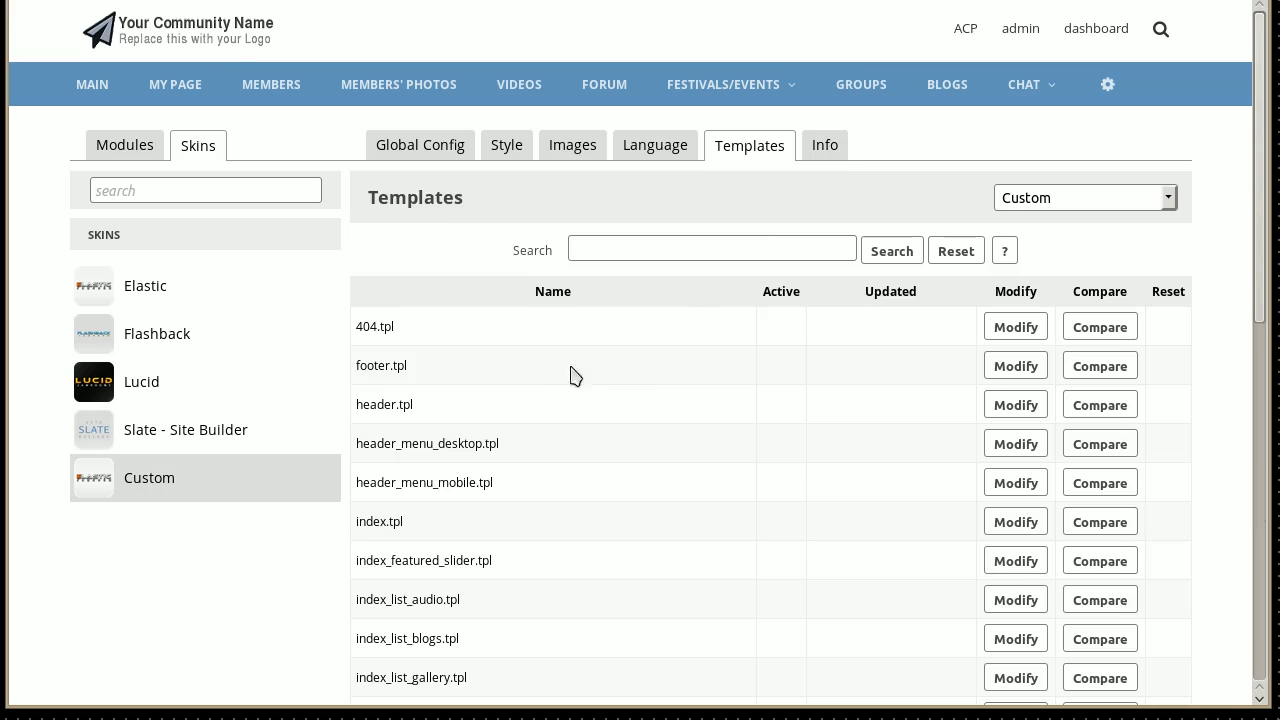 Your Community Name
Replace this with your Logo
ACP admin dashboard
MAIN MY PAGE MEMBERS MEMBERS' PHOTOS VIDEOS FORUM FESTIVALS/EVENTS GROUPS BLOGS CHAT
Modules Skins Global Config Style Images Language Templates Info
search
Templates Custom
SKINS
Search Search Reset ?
Name Active Updated Modify Compare Reset
Elastic
Flashback
LUCID Lucid
SLATE Slate - Site Builder
Custom
404.tpl Modify Compare
footer.tpl Modify Compare
header.tpl Modify Compare
header_menu_desktop.tpl Modify Compare
header_menu_mobile.tpl Modify Compare
index.tpl Modify Compare
index_featured_slider.tpl Modify Compare
index_list_audio.tpl Modify Compare
index_list_blogs.tpl Modify Compare
index_list_gallery.tpl Modify Compare